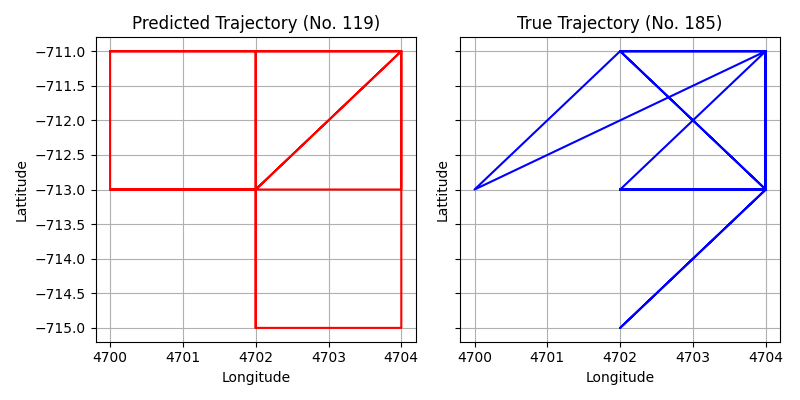 Predicted Trajectory (No. 119)
True Trajectory (No. 185)
−711.0
−711.5
−712.0
−712.5
−713.0
−713.5
−714.0
−714.5
−715.0
Lattitude
Lattitude
4700 4701 4702 4703 4704
4700 4701 4702 4703 4704
Longitude
Longitude